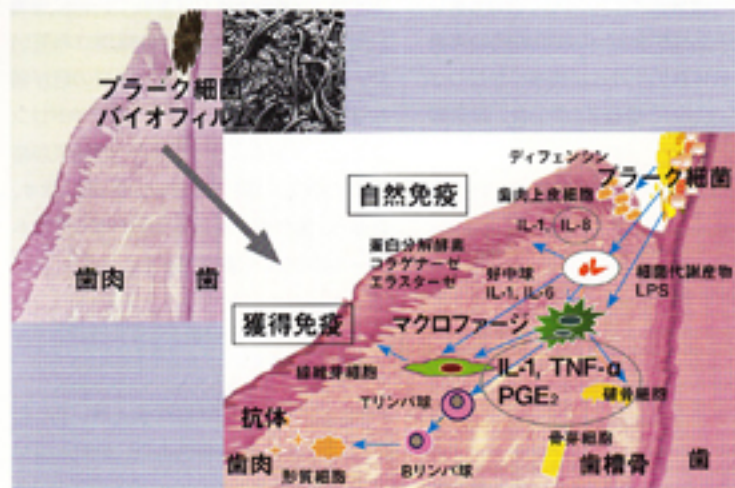 プラーク細菌
バイオフィルム
歯肉
歯
自然免疫
ディフェンシン
プラーク細菌
歯肉上皮細胞
IL-1, IL-8
蛋白分解酵素
コラゲナーゼ
エラスターゼ
好中球
IL-1, IL-6
細菌代謝産物
LPS
獲得免疫
マクロファージ
線維芽細胞
IL-1, TNF-α
PGE₂
破骨細胞
Tリンパ球
抗体
骨芽細胞
歯肉
形質細胞
Bリンパ球
歯槽骨
歯